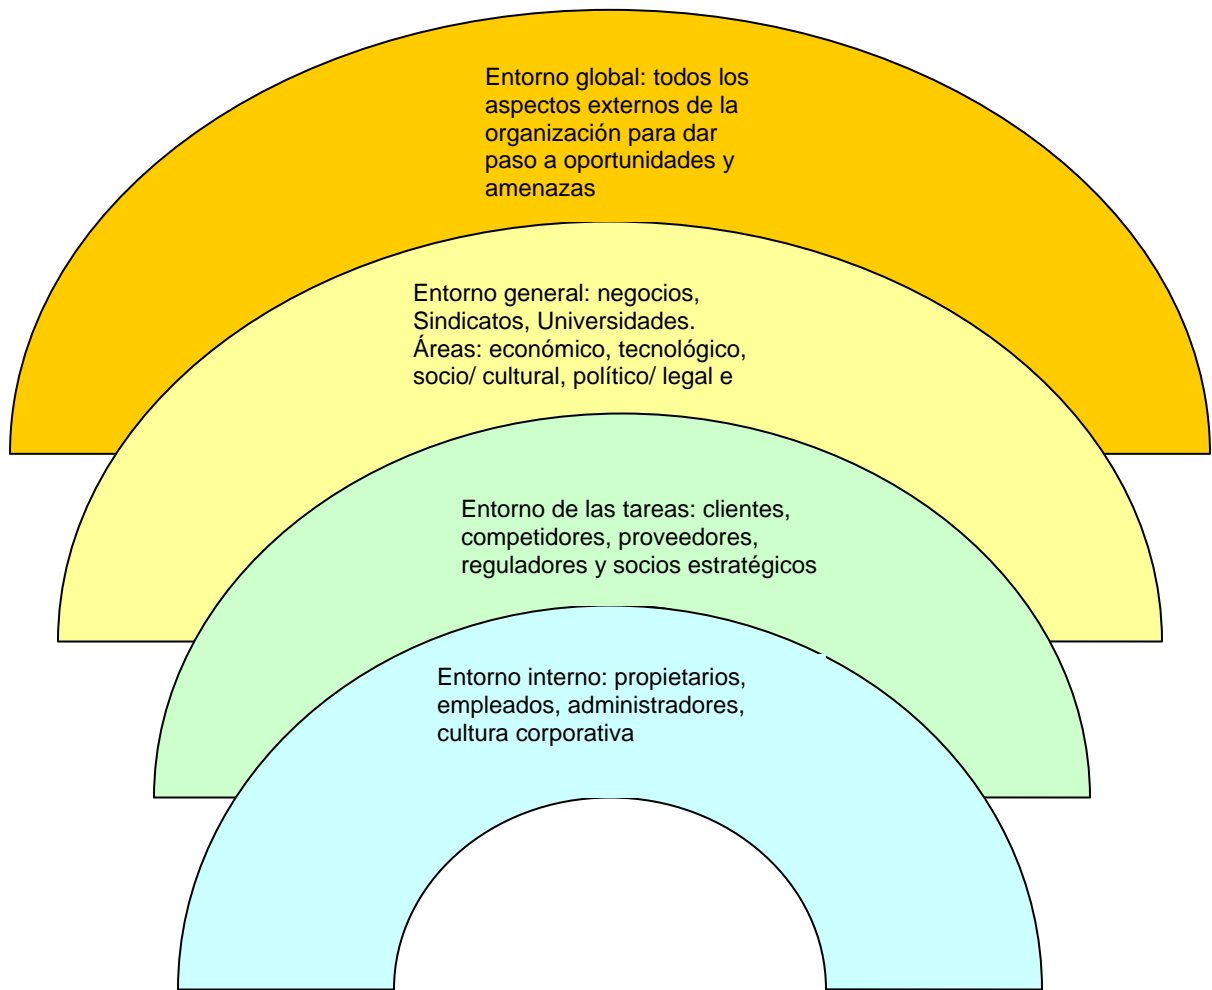 Entorno global: todos los
aspectos externos de la
organización para dar
paso a oportunidades y
amenazas
Entorno general: negocios,
Sindicatos, Universidades.
Áreas: económico, tecnológico,
socio/ cultural, político/ legal e
Entorno de las tareas: clientes,
competidores, proveedores,
reguladores y socios estratégicos
Entorno interno: propietarios,
empleados, administradores,
cultura corporativa